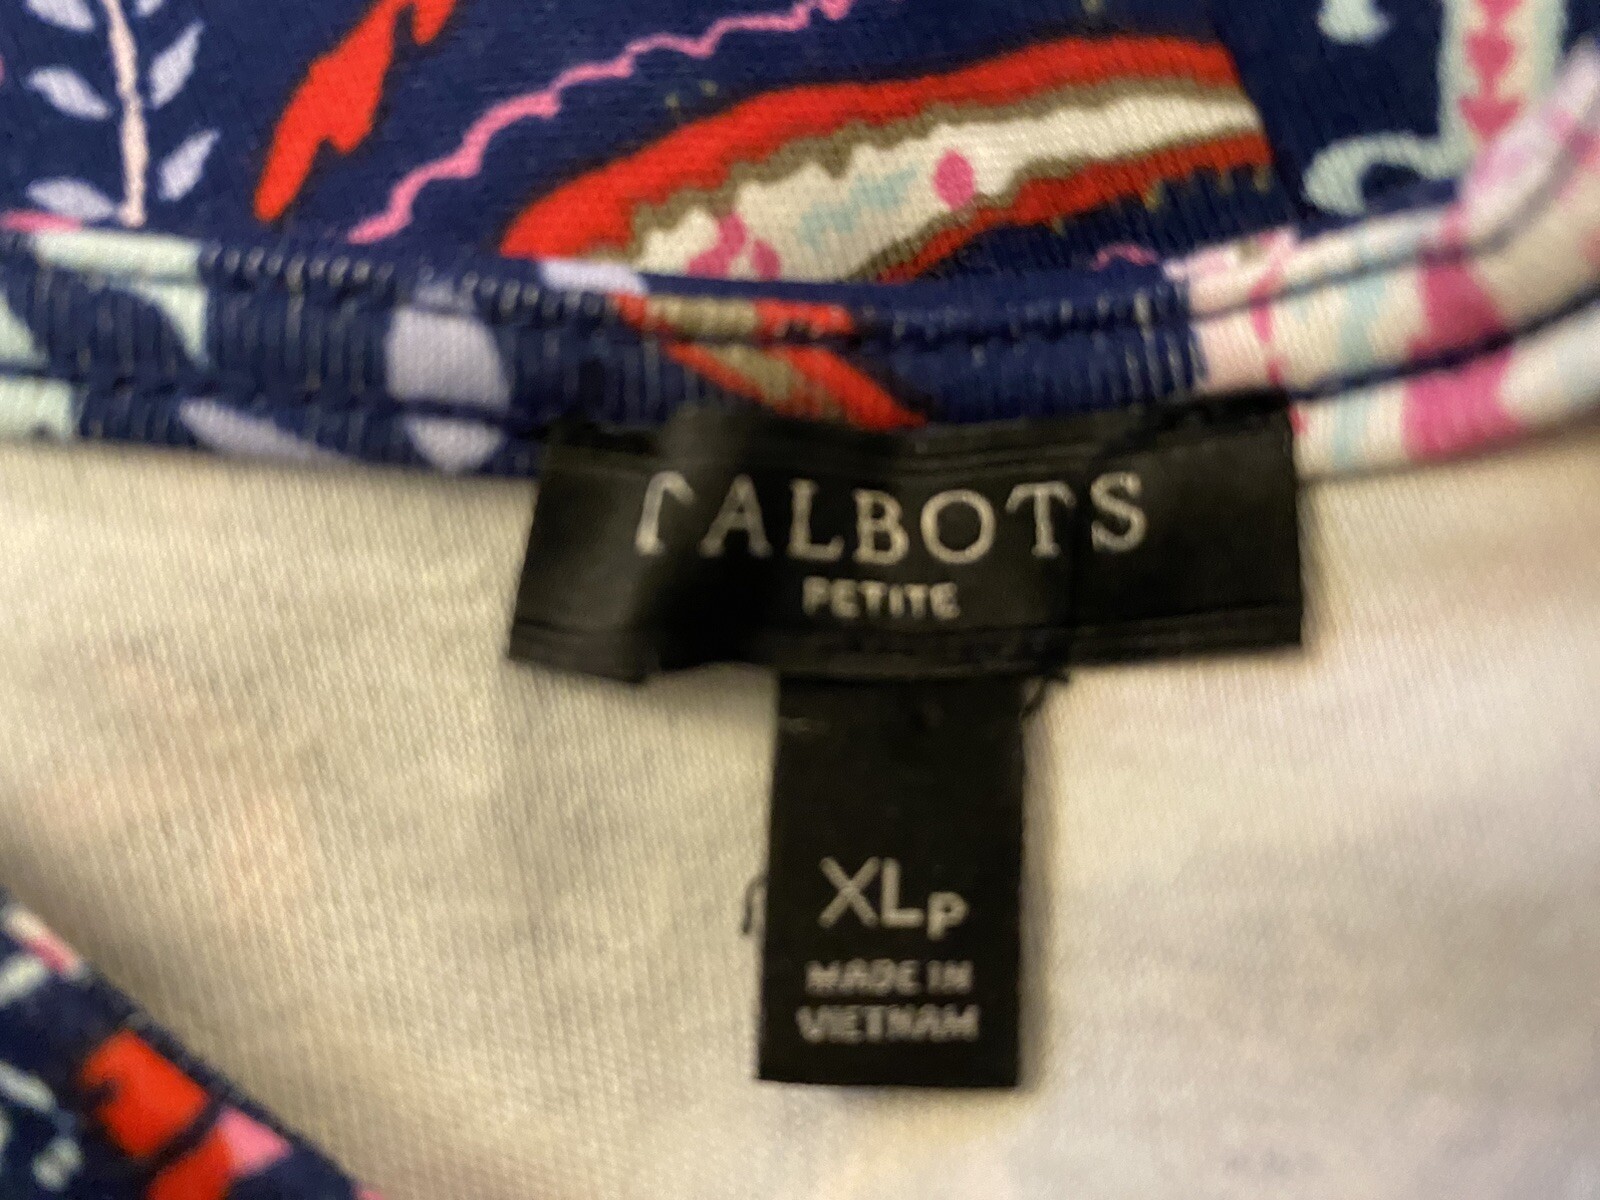 TALBOTS
PETITE
XLP
MADE IN
VIETNAM